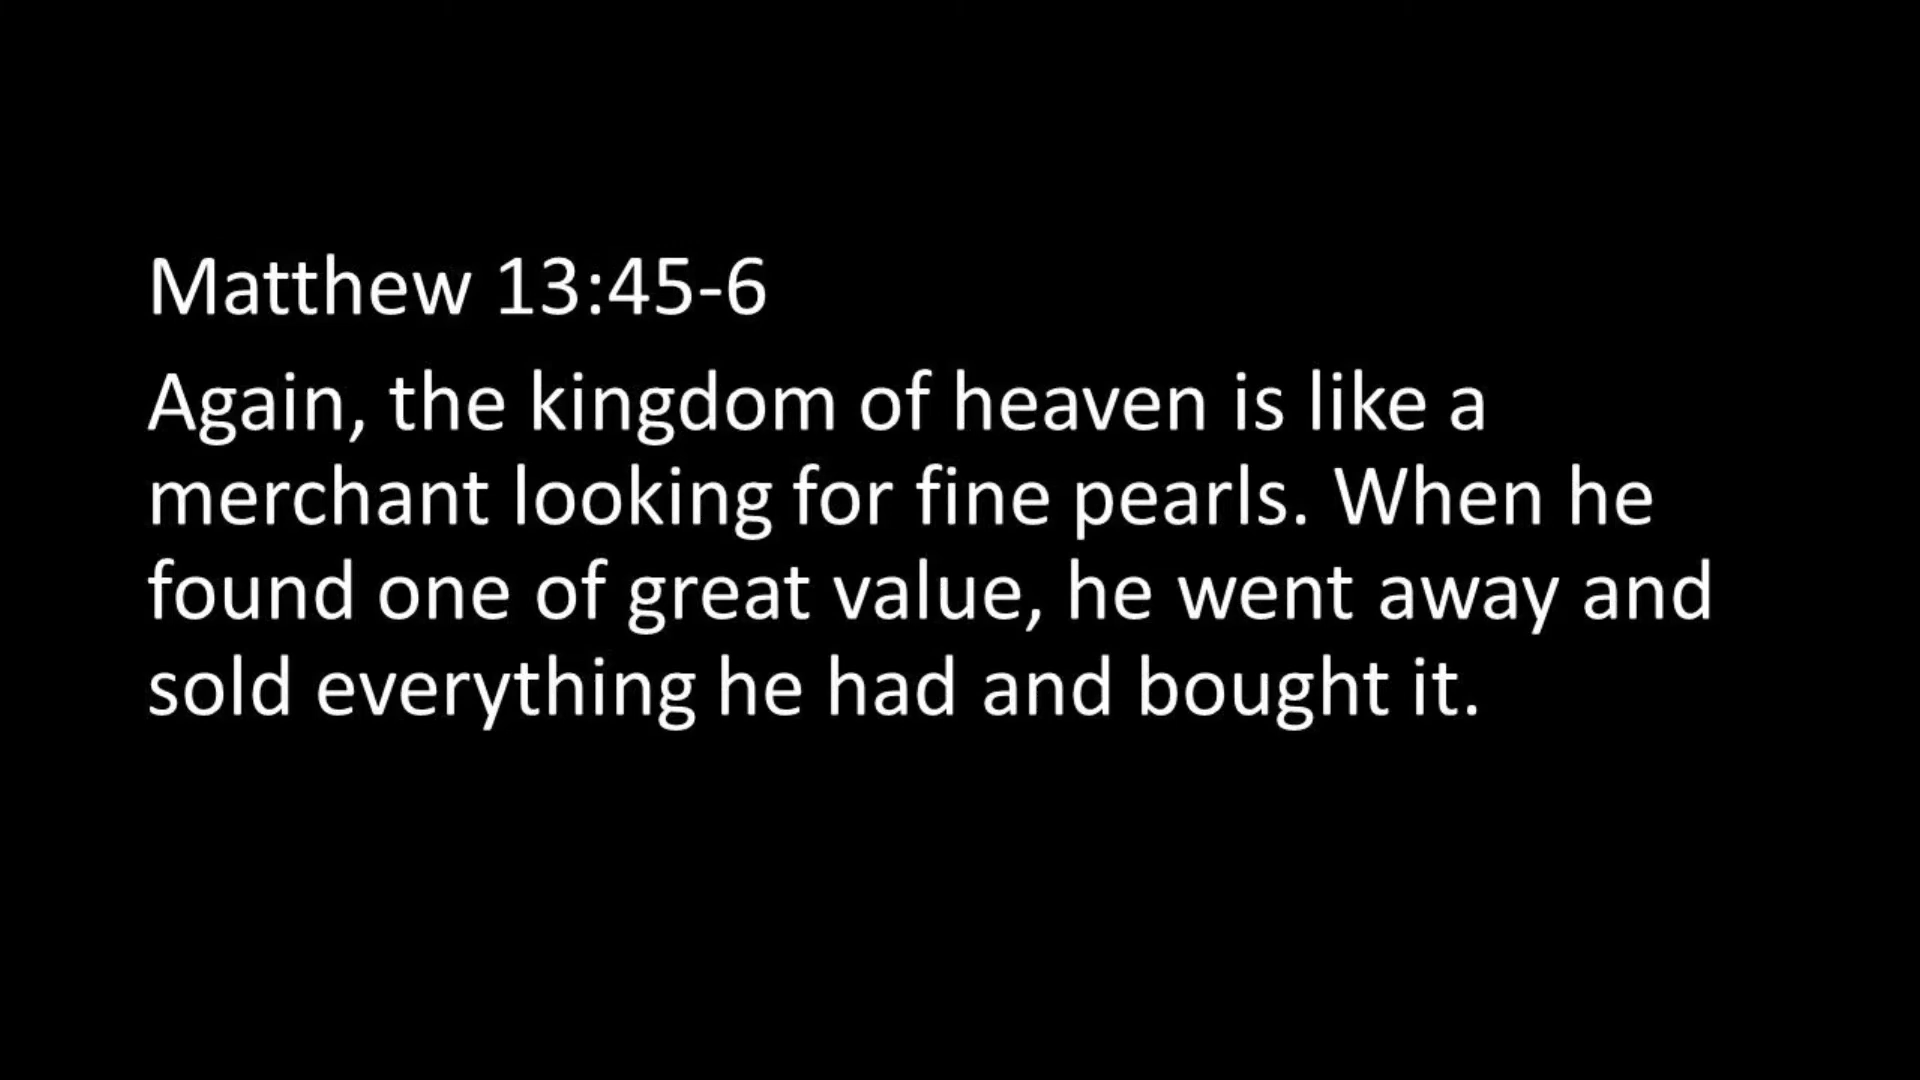 Matthew 13:45-6
Again, the kingdom of heaven is like a
merchant looking for fine pearls. When he
found one of great value, he went away and
sold everything he had and bought it.